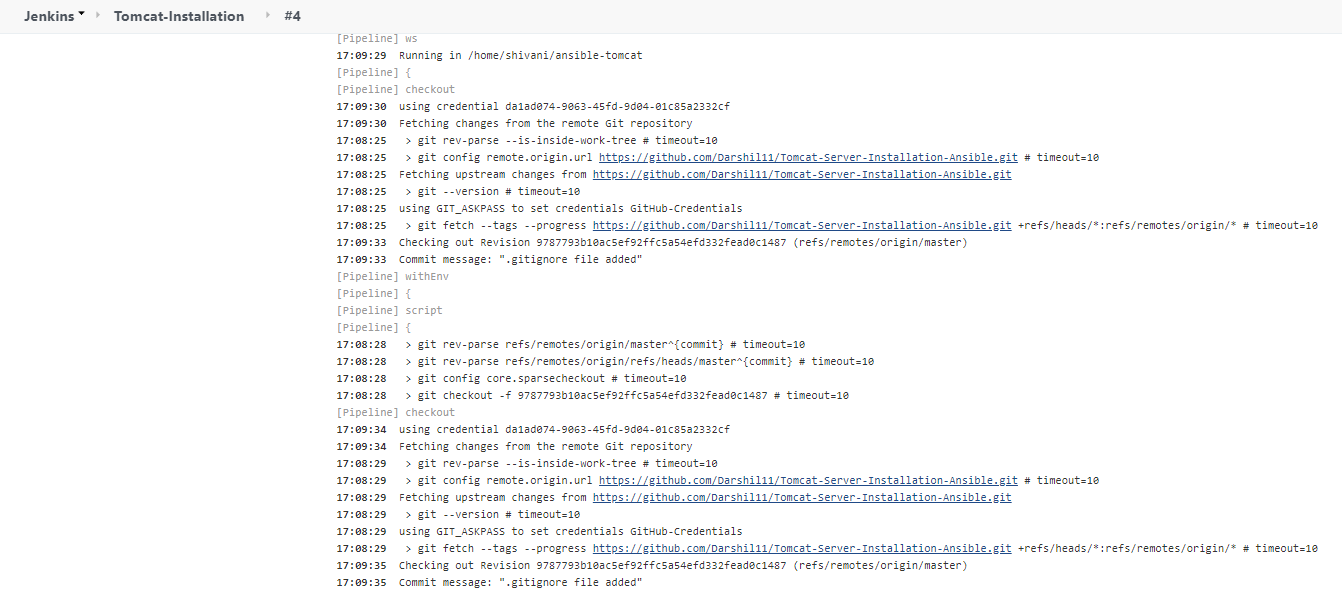 Jenkins Tomcat-Installation #4
[Pipeline] ws
17:09:29 Running in /home/shivani/ansible-tomcat
[Pipeline] {
[Pipeline] checkout
17:09:30 using credential da1ad074-9063-45fd-9d04-01c85a2332cf
17:09:30 Fetching changes from the remote Git repository
17:08:25 > git rev-parse --is-inside-work-tree # timeout=10
17:08:25 > git config remote.origin.url https://github.com/Darshil11/Tomcat-Server-Installation-Ansible.git # timeout=10
17:08:25 Fetching upstream changes from https://github.com/Darshil11/Tomcat-Server-Installation-Ansible.git
17:08:25 > git --version # timeout=10
17:08:25 using GIT_ASKPASS to set credentials GitHub-Credentials
17:08:25 > git fetch --tags --progress https://github.com/Darshil11/Tomcat-Server-Installation-Ansible.git +refs/heads/*:refs/remotes/origin/* # timeout=10
17:09:33 Checking out Revision 9787793b10ac5ef92ffc5a54efd332fead0c1487 (refs/remotes/origin/master)
17:09:33 Commit message: ".gitignore file added"
[Pipeline] withEnv
[Pipeline] {
[Pipeline] script
[Pipeline] {
17:08:28 > git rev-parse refs/remotes/origin/master^{commit} # timeout=10
17:08:28 > git rev-parse refs/remotes/origin/refs/heads/master^{commit} # timeout=10
17:08:28 > git config core.sparsecheckout # timeout=10
17:08:28 > git checkout -f 9787793b10ac5ef92ffc5a54efd332fead0c1487 # timeout=10
[Pipeline] checkout
17:09:34 using credential da1ad074-9063-45fd-9d04-01c85a2332cf
17:09:34 Fetching changes from the remote Git repository
17:08:29 > git rev-parse --is-inside-work-tree # timeout=10
17:08:29 > git config remote.origin.url https://github.com/Darshil11/Tomcat-Server-Installation-Ansible.git # timeout=10
17:08:29 Fetching upstream changes from https://github.com/Darshil11/Tomcat-Server-Installation-Ansible.git
17:08:29 > git --version # timeout=10
17:08:29 using GIT_ASKPASS to set credentials GitHub-Credentials
17:08:29 > git fetch --tags --progress https://github.com/Darshil11/Tomcat-Server-Installation-Ansible.git +refs/heads/*:refs/remotes/origin/* # timeout=10
17:09:35 Checking out Revision 9787793b10ac5ef92ffc5a54efd332fead0c1487 (refs/remotes/origin/master)
17:09:35 Commit message: ".gitignore file added"